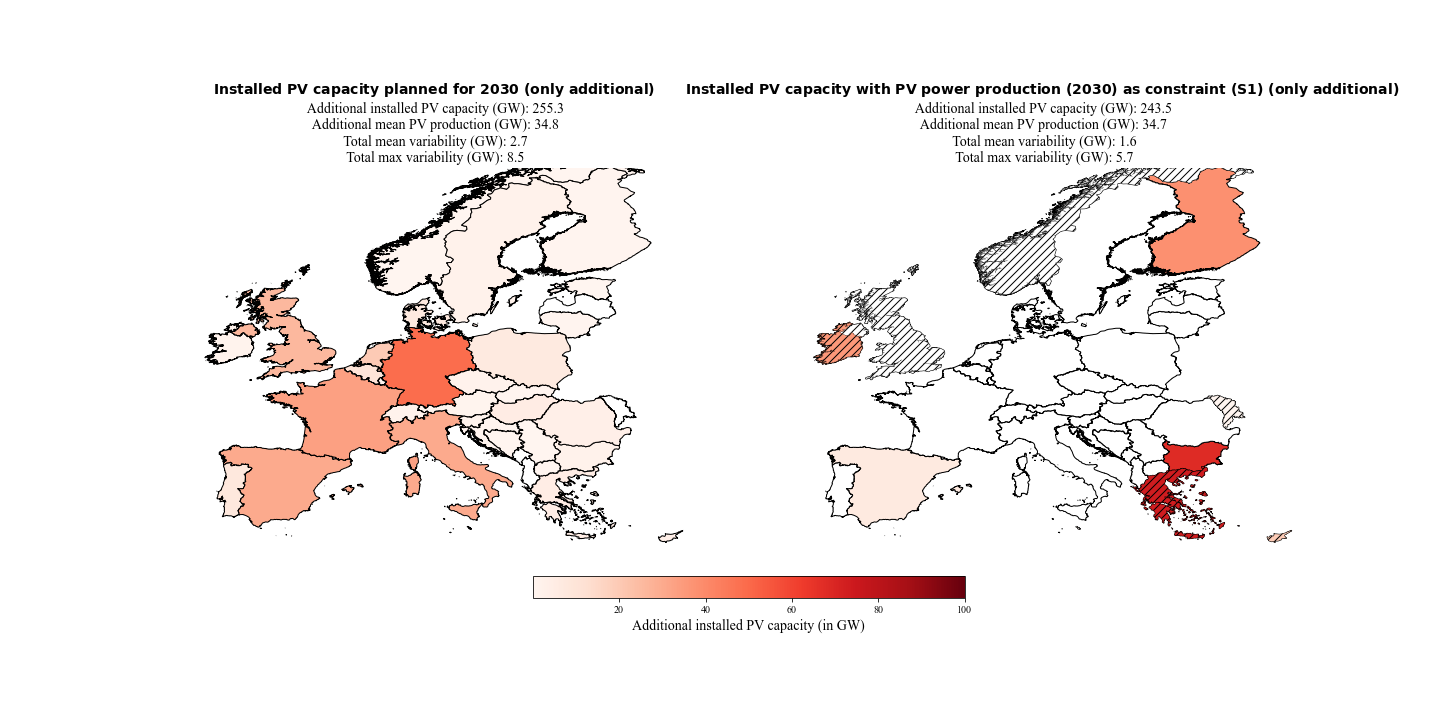 Installed PV capacity planned for 2030 (only additional)
Additional installed PV capacity (GW): 255.3
Additional mean PV production (GW): 34.8
Total mean variability (GW): 2.7
Total max variability (GW): 8.5
Installed PV capacity with PV power production (2030) as constraint (S1) (only additional)
Additional installed PV capacity (GW): 243.5
Additional mean PV production (GW): 34.7
Total mean variability (GW): 1.6
Total max variability (GW): 5.7
20 40 60 80 100
Additional installed PV capacity (in GW)